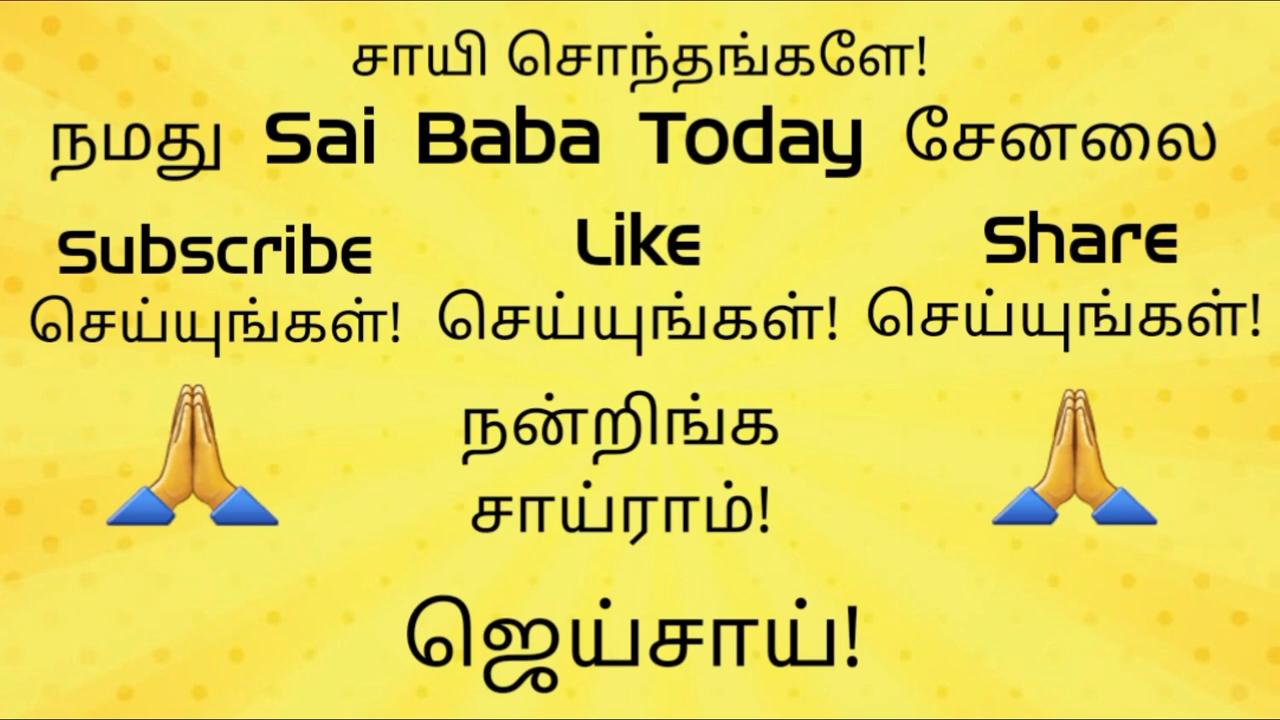 சாயி சொந்தங்களே!
நமது Sai Baba Today சேனலை
Subscribe Like Share
செய்யுங்கள்! செய்யுங்கள்! செய்யுங்கள்!
நன்றிங்க
சாய்ராம்!
ஜெய்சாய்!